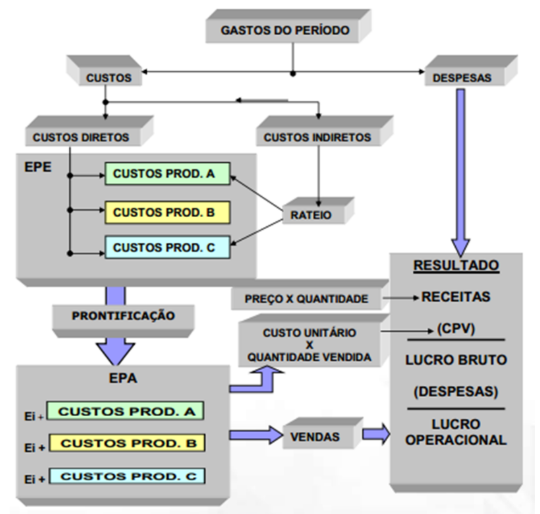 GASTOS DO PERÍODO
CUSTOS
DESPESAS
CUSTOS DIRETOS
CUSTOS INDIRETOS
EPE
CUSTOS PROD. A
CUSTOS PROD. B
CUSTOS PROD. C
RATEIO
PRONTIFICAÇÃO
PREÇO X QUANTIDADE
CUSTO UNITÁRIO
X
QUANTIDADE VENDIDA
RESULTADO
RECEITAS
(CPV)
LUCRO BRUTO
(DESPESAS)
LUCRO
OPERACIONAL
EPA
Ei + CUSTOS PROD. A
Ei + CUSTOS PROD. B
Ei + CUSTOS PROD. C
VENDAS